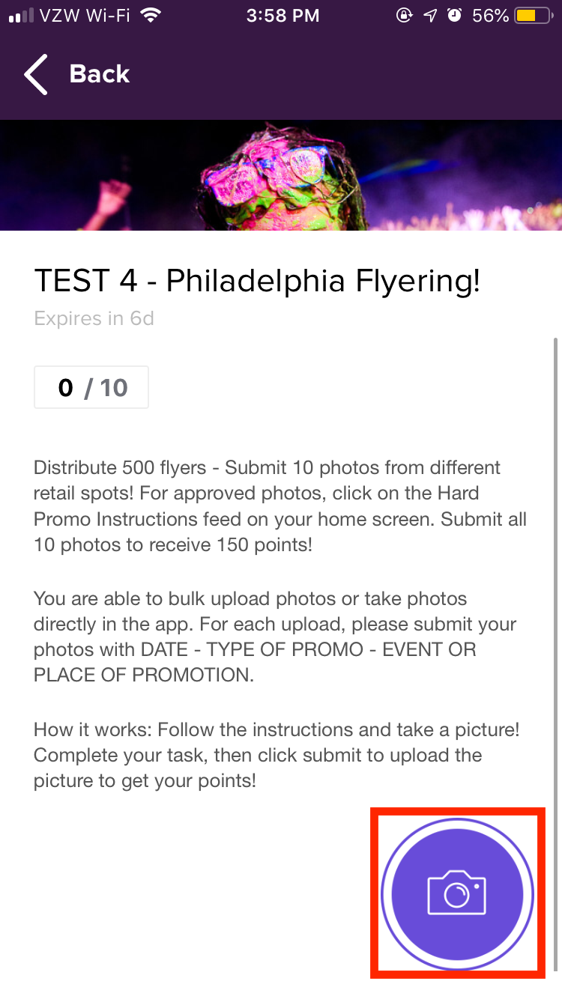 VZW Wi-Fi 3:58 PM 56%
Back
TEST 4 - Philadelphia Flyering!
Expires in 6d
0 / 10
Distribute 500 flyers - Submit 10 photos from different
retail spots! For approved photos, click on the Hard
Promo Instructions feed on your home screen. Submit all
10 photos to receive 150 points!
You are able to bulk upload photos or take photos
directly in the app. For each upload, please submit your
photos with DATE - TYPE OF PROMO - EVENT OR
PLACE OF PROMOTION.
How it works: Follow the instructions and take a picture!
Complete your task, then click submit to upload the
picture to get your points!